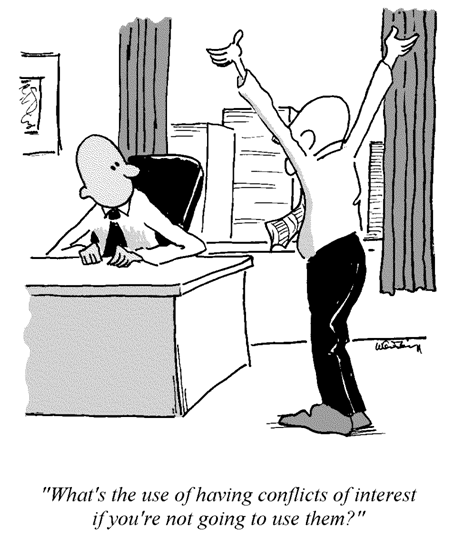 "What's the use of having conflicts of interest
if you're not going to use them?"